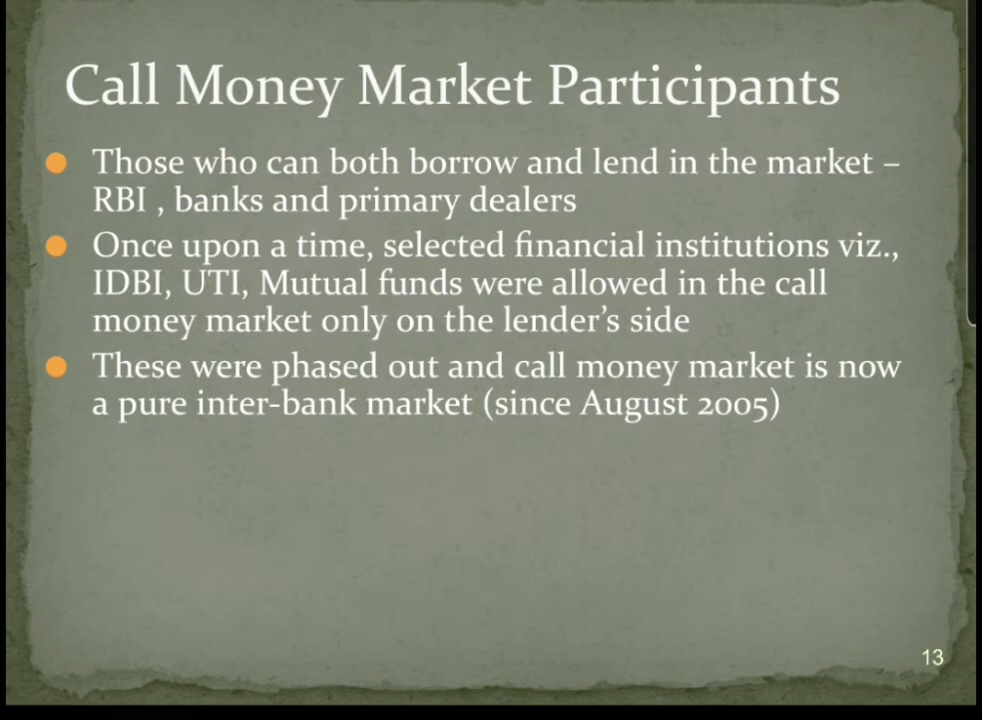 Call Money Market Participants
Those who can both borrow and lend in the market –
RBI , banks and primary dealers
Once upon a time, selected financial institutions viz.,
IDBI, UTI, Mutual funds were allowed in the call
money market only on the lender’s side
These were phased out and call money market is now
a pure inter-bank market (since August 2005)
13